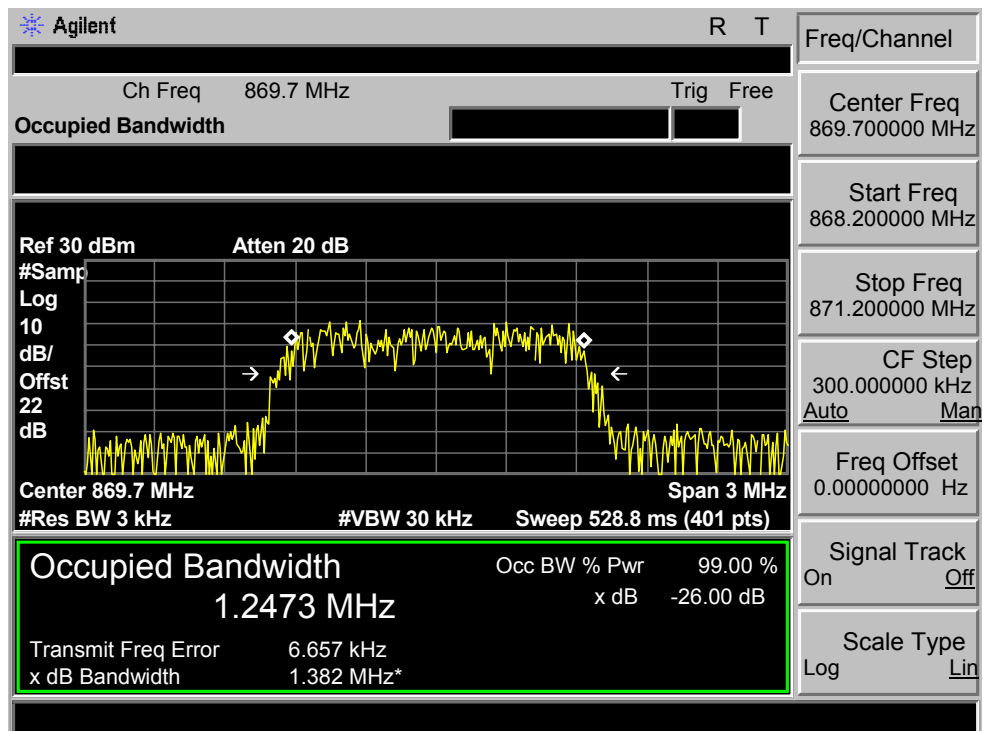 Agilent
R T
Ch Freq 869.7 MHz
Trig Free
Occupied Bandwidth
Ref 30 dBm
Atten 20 dB
#Samp
Log
10
dB/
Offst
22
dB
Center 869.7 MHz
Span 3 MHz
#Res BW 3 kHz
#VBW 30 kHz
Sweep 528.8 ms (401 pts)
Occupied Bandwidth
1.2473 MHz
Occ BW % Pwr 99.00 %
x dB -26.00 dB
Transmit Freq Error 6.657 kHz
x dB Bandwidth 1.382 MHz*
Freq/Channel
Center Freq
869.700000 MHz
Start Freq
868.200000 MHz
Stop Freq
871.200000 MHz
CF Step
300.000000 kHz
Auto Man
Freq Offset
0.00000000 Hz
Signal Track
On Off
Scale Type
Log Lin